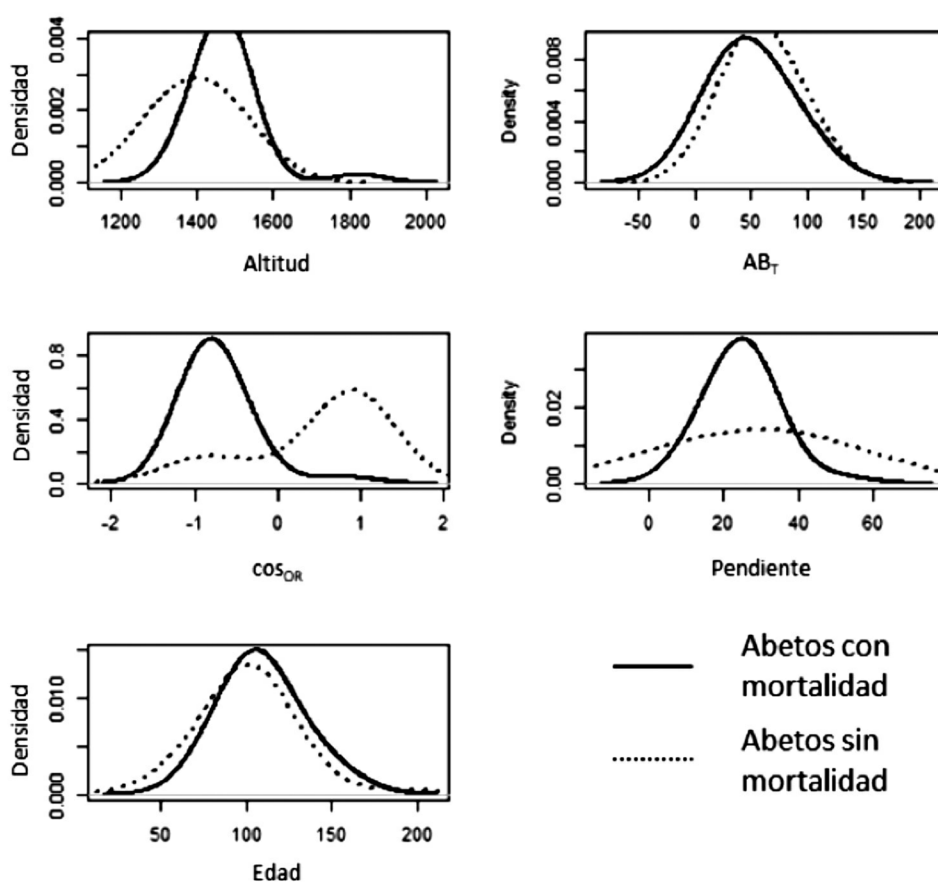 Densidad
0.004
0.002
0.000
1200 1400 1600 1800 2000
Altitud
Density
0.008
0.004
0.000
-50 0 50 100 150 200
AB_T
Densidad
0.8
0.4
0.0
-2 -1 0 1 2
cos_OR
Density
0.02
0.00
0 20 40 60
Pendiente
Densidad
0.010
0.000
50 100 150 200
Edad
Abetos con
mortalidad
Abetos sin
mortalidad